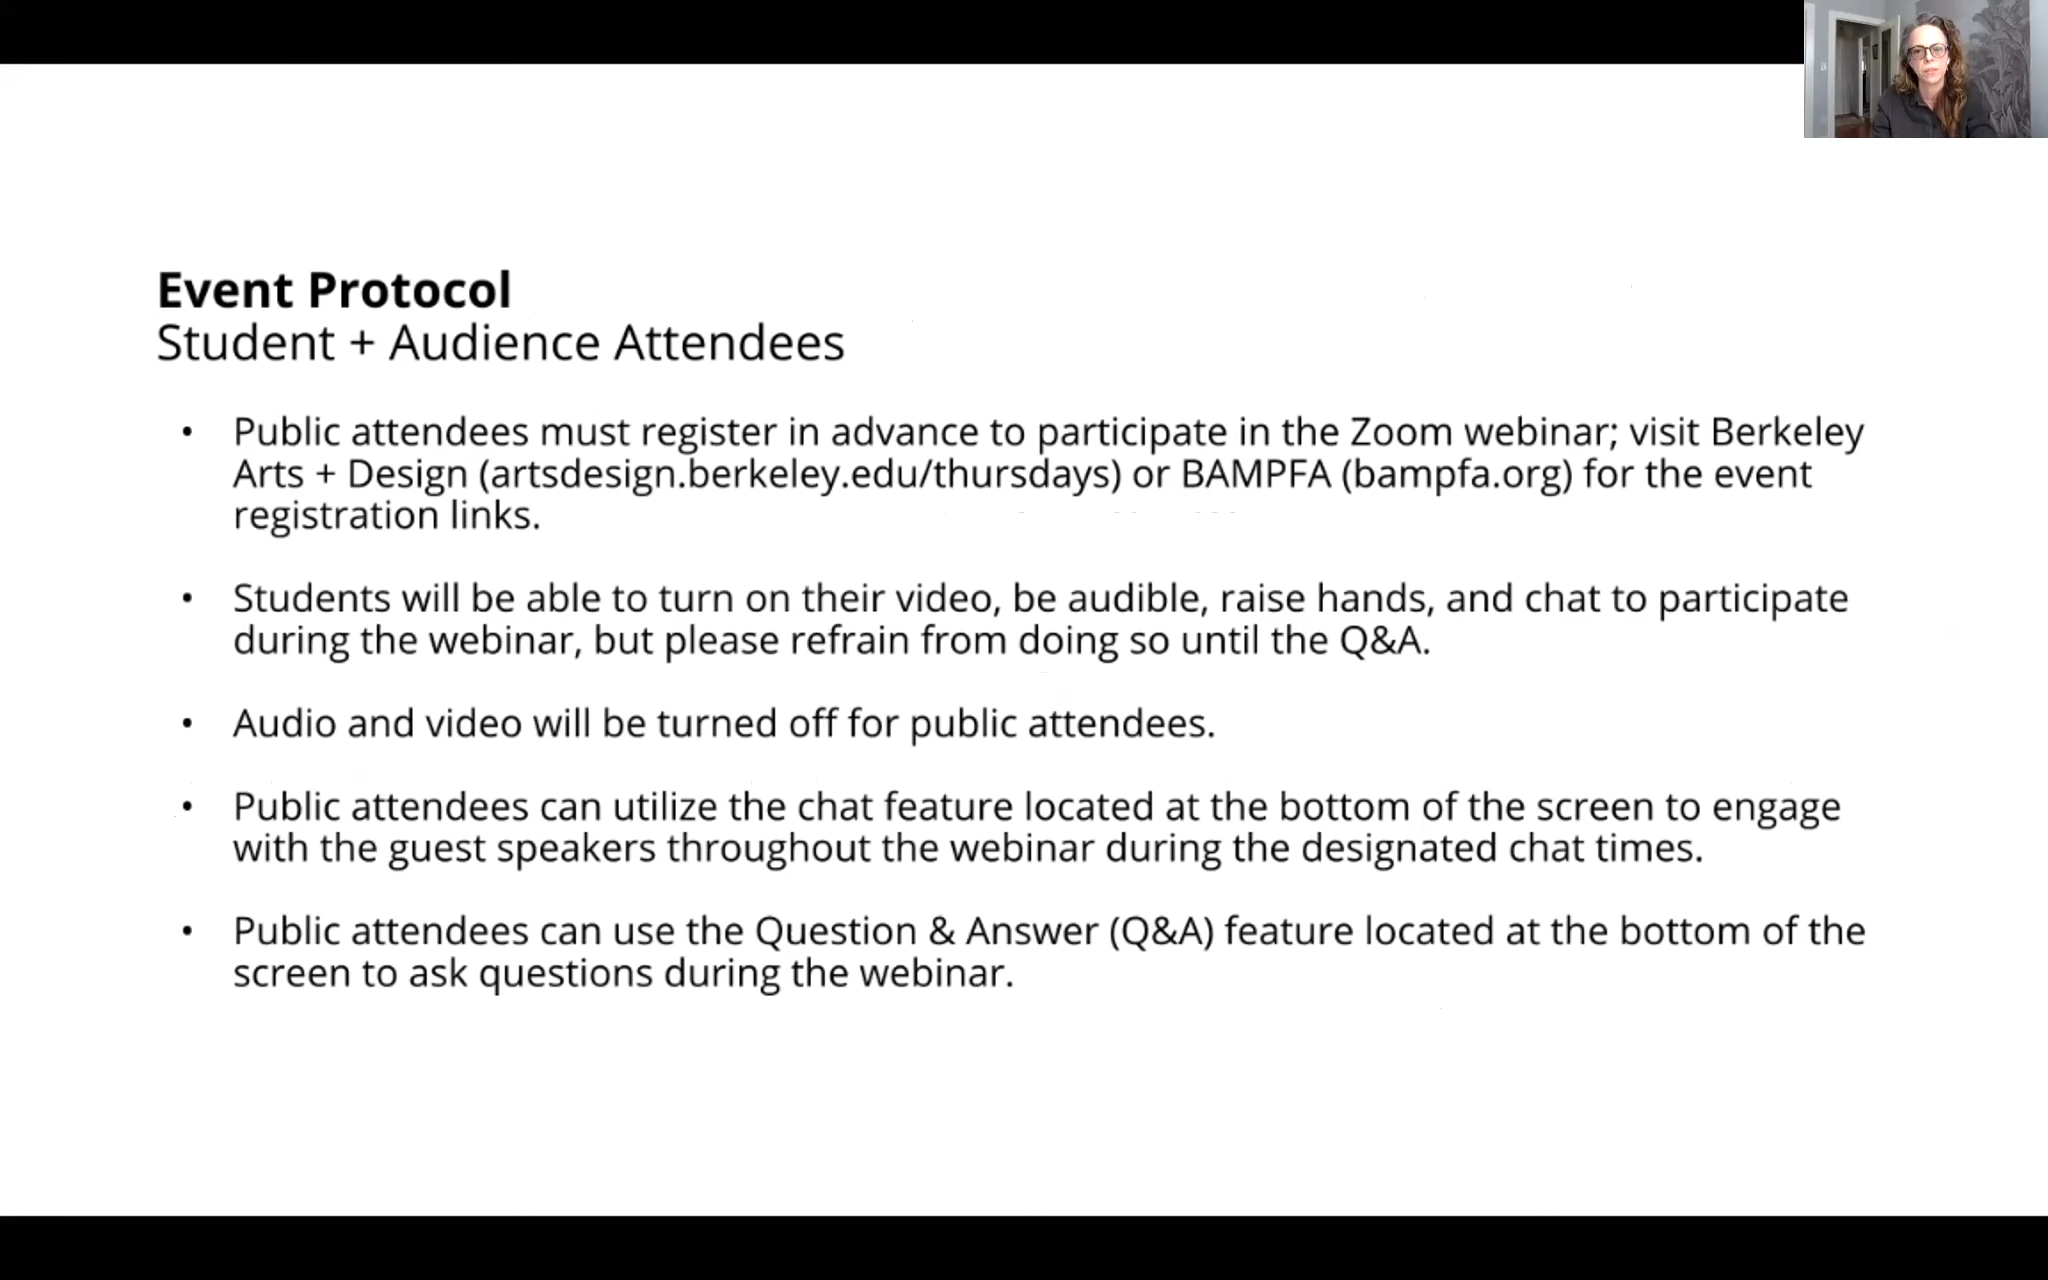 Event Protocol
Student + Audience Attendees
• Public attendees must register in advance to participate in the Zoom webinar; visit Berkeley
Arts + Design (artsdesign.berkeley.edu/thursdays) or BAMPFA (bampfa.org) for the event
registration links.
• Students will be able to turn on their video, be audible, raise hands, and chat to participate
during the webinar, but please refrain from doing so until the Q&A.
• Audio and video will be turned off for public attendees.
• Public attendees can utilize the chat feature located at the bottom of the screen to engage
with the guest speakers throughout the webinar during the designated chat times.
• Public attendees can use the Question & Answer (Q&A) feature located at the bottom of the
screen to ask questions during the webinar.